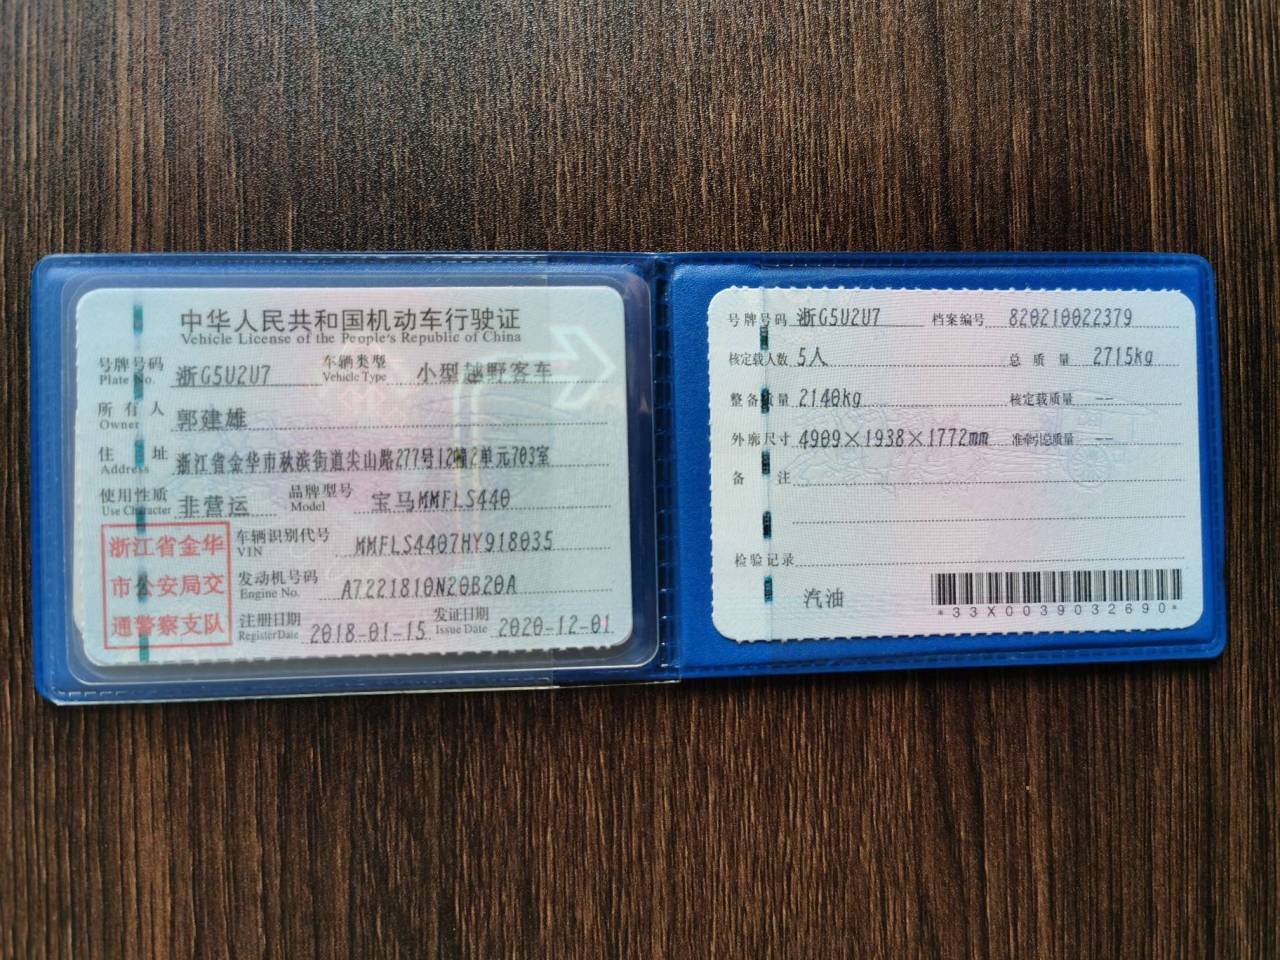 中华人民共和国机动车行驶证
Vehicle License of the People's Republic of China
号牌号码 浙G5U2U7 车辆类型 小型越野客车
Plate No. Vehicle Type
所有人 郭建雄
Owner
住址 浙江省金华市秋滨街道尖山路277号12幢2单元703室
Address
使用性质 非营运 品牌型号 宝马MMFLS440
Use Character Model
浙江省金华
市公安局交
通警察支队
车辆识别代号 MMFLS4407HY918035
VIN
发动机号码 A7221810N20B20A
Engine No.
注册日期 2018-01-15 发证日期 2020-12-01
Register Date Issue Date
号牌号码 浙G5U2U7 档案编号 820210022379
核定载人数 5人 总质量 2715kg
整备质量 2140kg 核定载质量 --
外廓尺寸 4909×1938×1772mm 准牵引总质量 --
备注
检验记录
汽油
*33X0039032690*